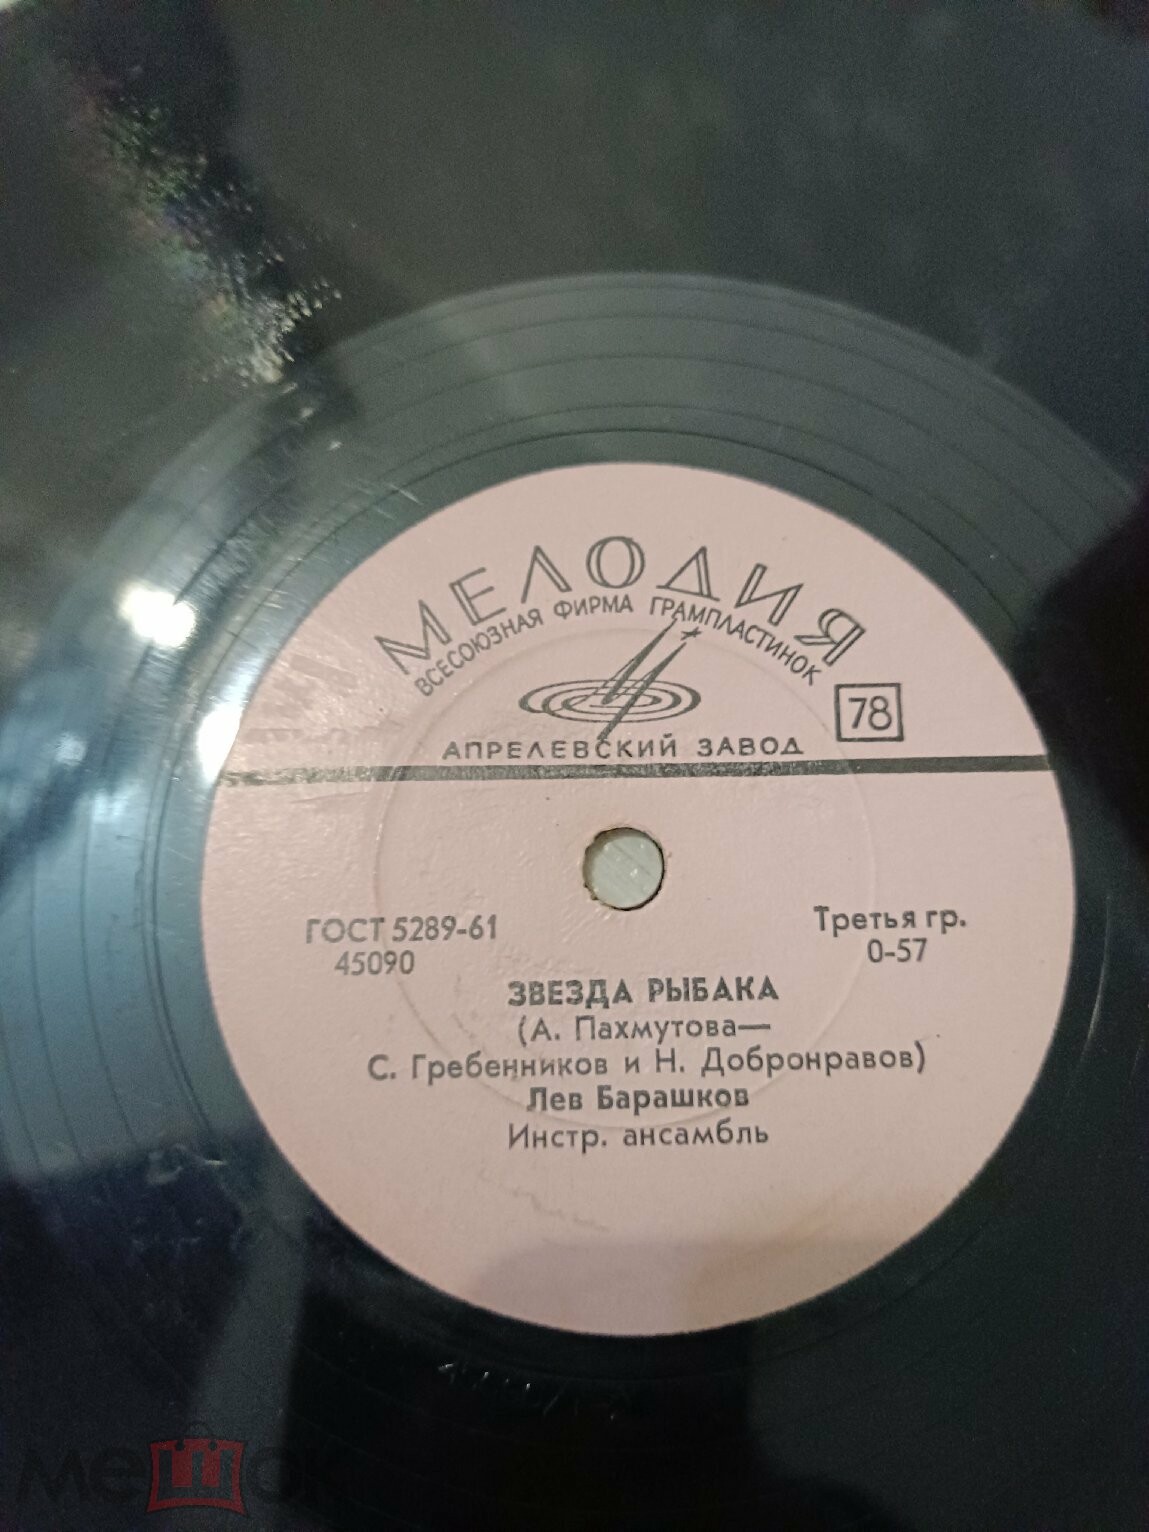 МЕЛОДИЯ
ВСЕСОЮЗНАЯ ФИРМА ГРАМПЛАСТИНОК
78
АПРЕЛЕВСКИЙ ЗАВОД
ГОСТ 5289-61
45090
Третья гр.
0-57
ЗВЕЗДА РЫБАКА
(А. Пахмутова—
С. Гребенников и Н. Добронравов)
Лев Барашков
Инстр. ансамбль
мешок